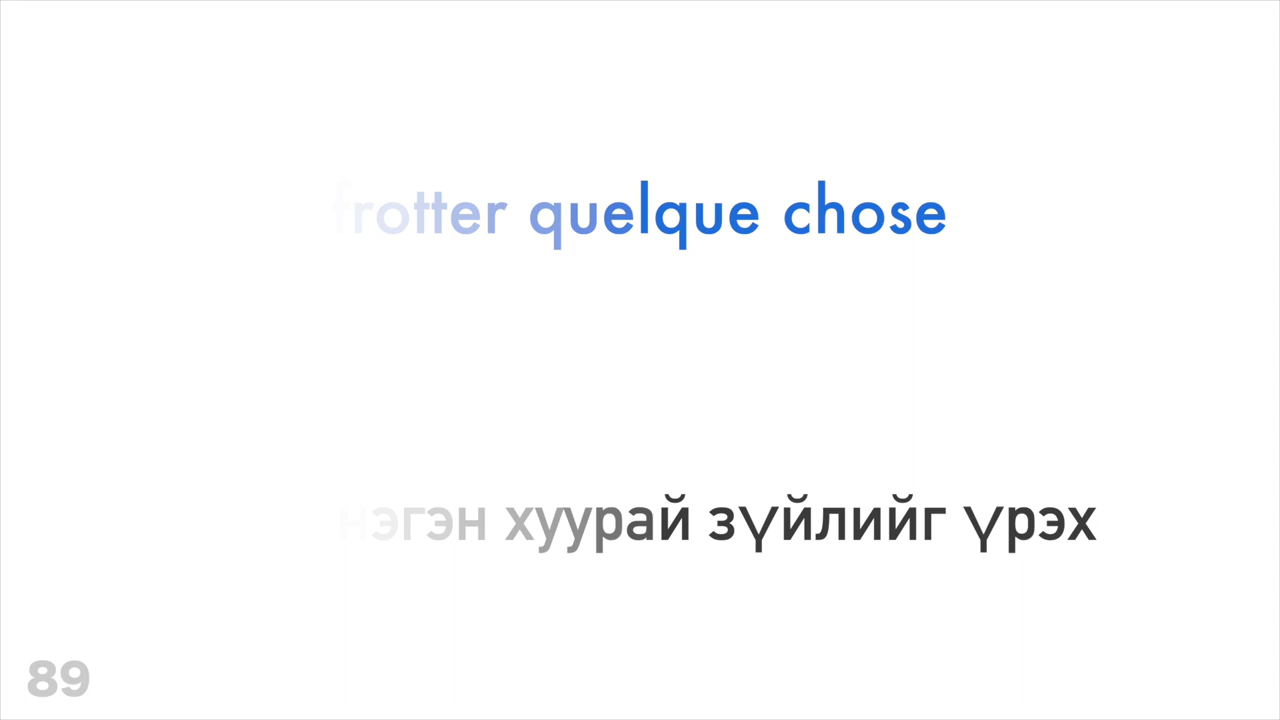 frotter quelque chose
нэгэн хуурай зүйлийг үрэх
89